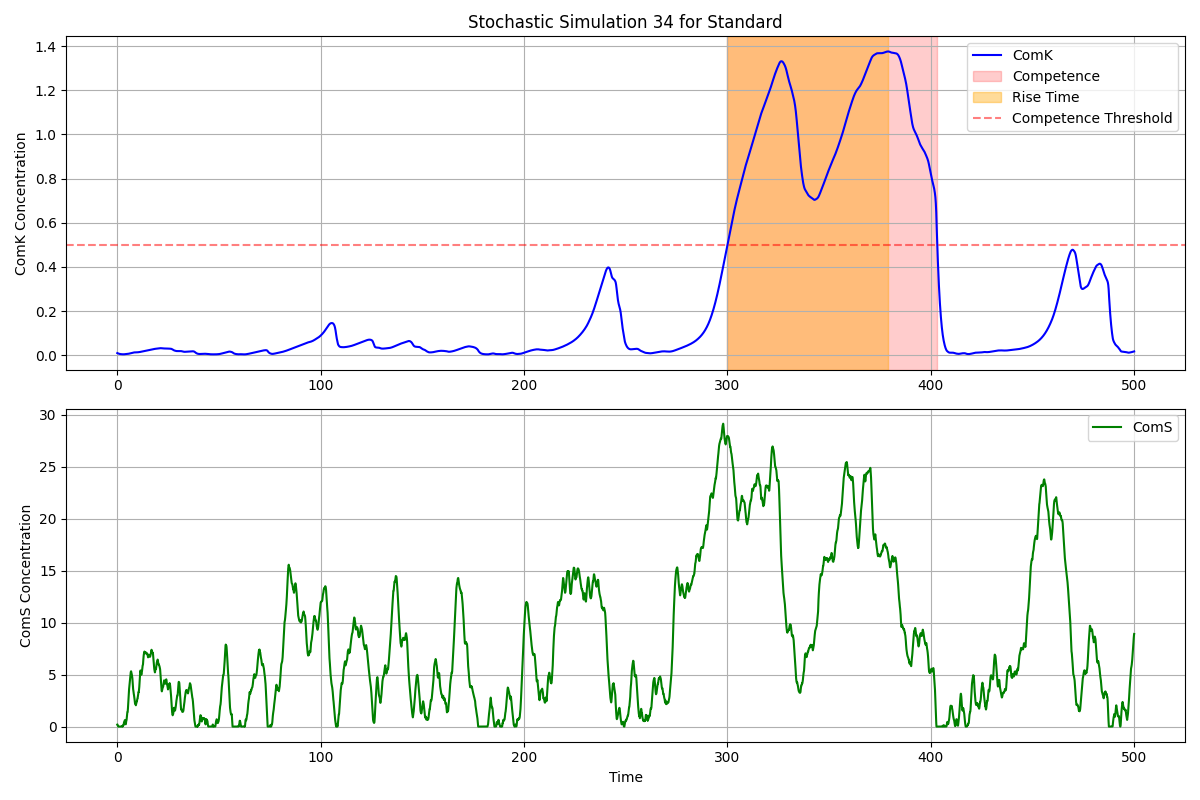 Stochastic Simulation 34 for Standard
ComK Concentration
1.4
1.2
1.0
0.8
0.6
0.4
0.2
0.0
ComK
Competence
Rise Time
Competence Threshold
0 100 200 300 400 500
ComS Concentration
30
25
20
15
10
5
0
ComS
0 100 200 300 400 500
Time